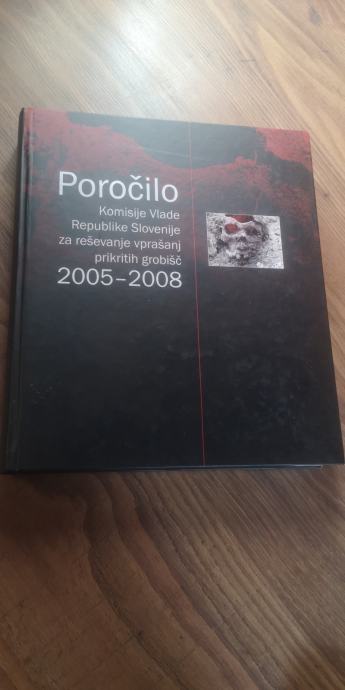 Poročilo
Komisije Vlade
Republike Slovenije
za reševanje vprašanj
prikritih grobišč
2005–2008